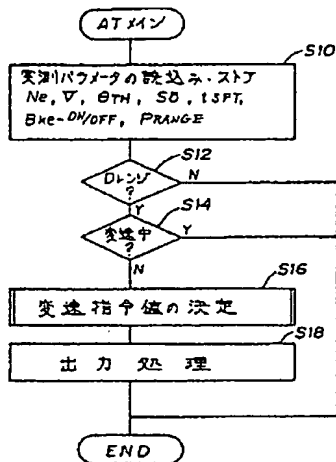 ATメイン
S10
実測パラメータの読込み・ストア
Ne, V, θTH, Sθ, tSFT,
Bke-ON/OFF, PRANGE
S12
Dレンジ
?
N
Y
S14
変速中
?
Y
N
S16
変速指令値の決定
S18
出力処理
END